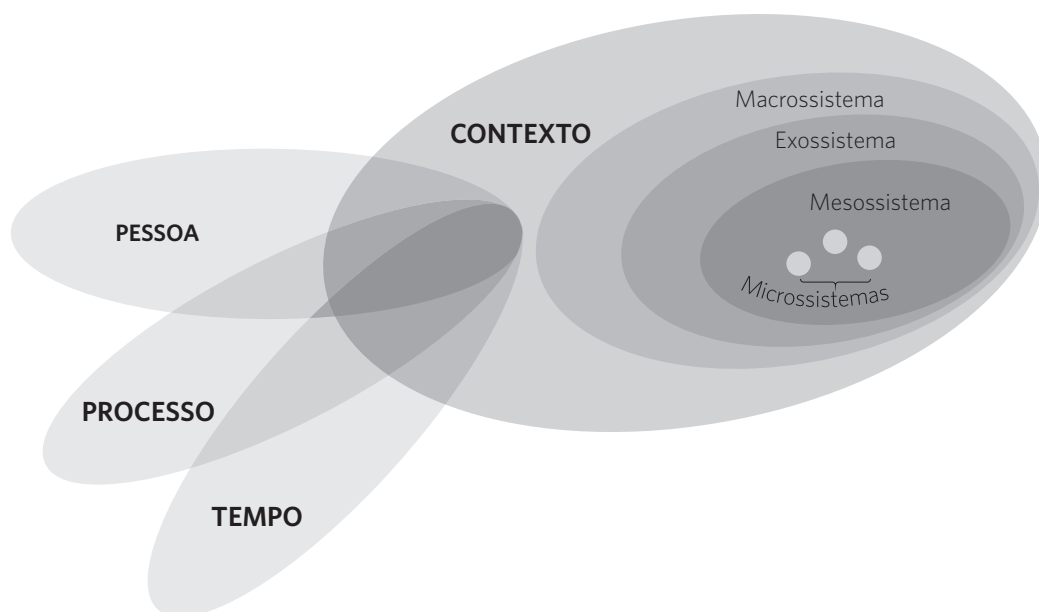 Macrossistema
CONTEXTO
Exossistema
Mesossistema
PESSOA
Microssistemas
PROCESSO
TEMPO